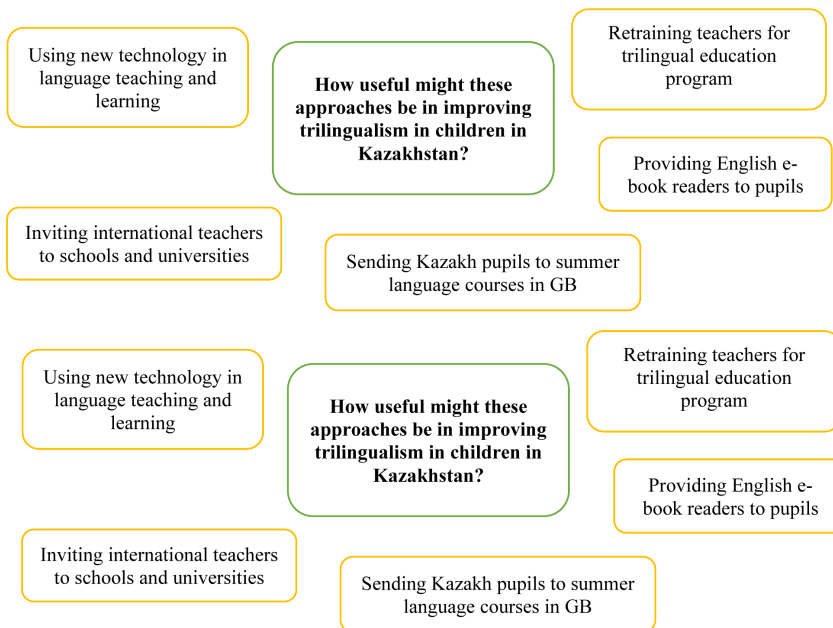 Using new technology in
language teaching and
learning
How useful might these
approaches be in improving
trilingualism in children in
Kazakhstan?
Retraining teachers for
trilingual education
program
Providing English e-
book readers to pupils
Inviting international teachers
to schools and universities
Sending Kazakh pupils to summer
language courses in GB
Using new technology in
language teaching and
learning
How useful might these
approaches be in improving
trilingualism in children in
Kazakhstan?
Retraining teachers for
trilingual education
program
Providing English e-
book readers to pupils
Inviting international teachers
to schools and universities
Sending Kazakh pupils to summer
language courses in GB